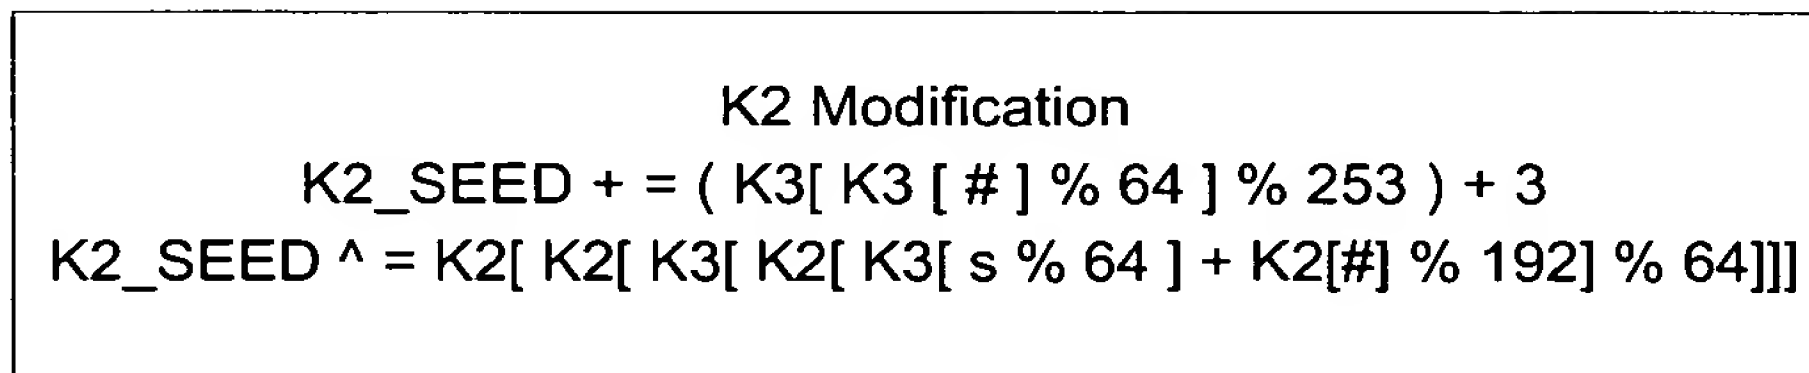 K2 Modification
K2_SEED + = ( K3[ K3 [ # ] % 64 ] % 253 ) + 3
K2_SEED ^ = K2[ K2[ K3[ K2[ K3[ s % 64 ] + K2[#] % 192] % 64]]]